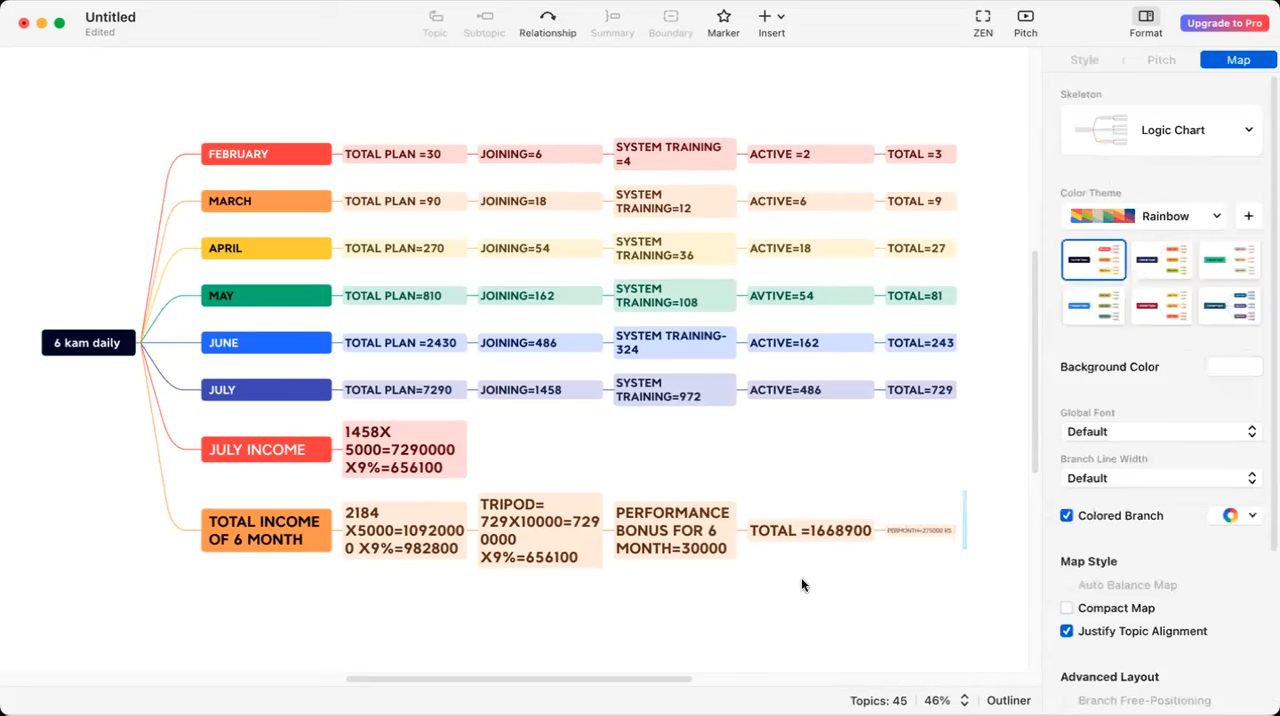 Untitled
Edited
Topic
Subtopic
Relationship
Summary
Boundary
Marker
Insert
ZEN
Pitch
Format
Upgrade to Pro
Style
Pitch
Map
Skeleton
Logic Chart
Color Theme
Rainbow
Background Color
Global Font
Default
Branch Line Width
Default
Colored Branch
Map Style
Auto Balance Map
Compact Map
Justify Topic Alignment
Advanced Layout
Branch Free-Positioning
6 kam daily
FEBRUARY
TOTAL PLAN =30
JOINING=6
SYSTEM TRAINING
=4
ACTIVE =2
TOTAL =3
MARCH
TOTAL PLAN =90
JOINING=18
SYSTEM
TRAINING=12
ACTIVE=6
TOTAL =9
APRIL
TOTAL PLAN=270
JOINING=54
SYSTEM
TRAINING=36
ACTIVE=18
TOTAL=27
MAY
TOTAL PLAN=810
JOINING=162
SYSTEM
TRAINING=108
AVTIVE=54
TOTAL=81
JUNE
TOTAL PLAN =2430
JOINING=486
SYSTEM TRAINING-
324
ACTIVE=162
TOTAL=243
JULY
TOTAL PLAN=7290
JOINING=1458
SYSTEM
TRAINING=972
ACTIVE=486
TOTAL=729
JULY INCOME
1458X
5000=7290000
X9%=656100
TOTAL INCOME
OF 6 MONTH
2184
X5000=1092000
0 X9%=982800
TRIPOD=
729X10000=729
0000
X9%=656100
PERFORMANCE
BONUS FOR 6
MONTH=30000
TOTAL =1668900
PERMONTH=275000 RS
Topics: 45
46%
Outliner